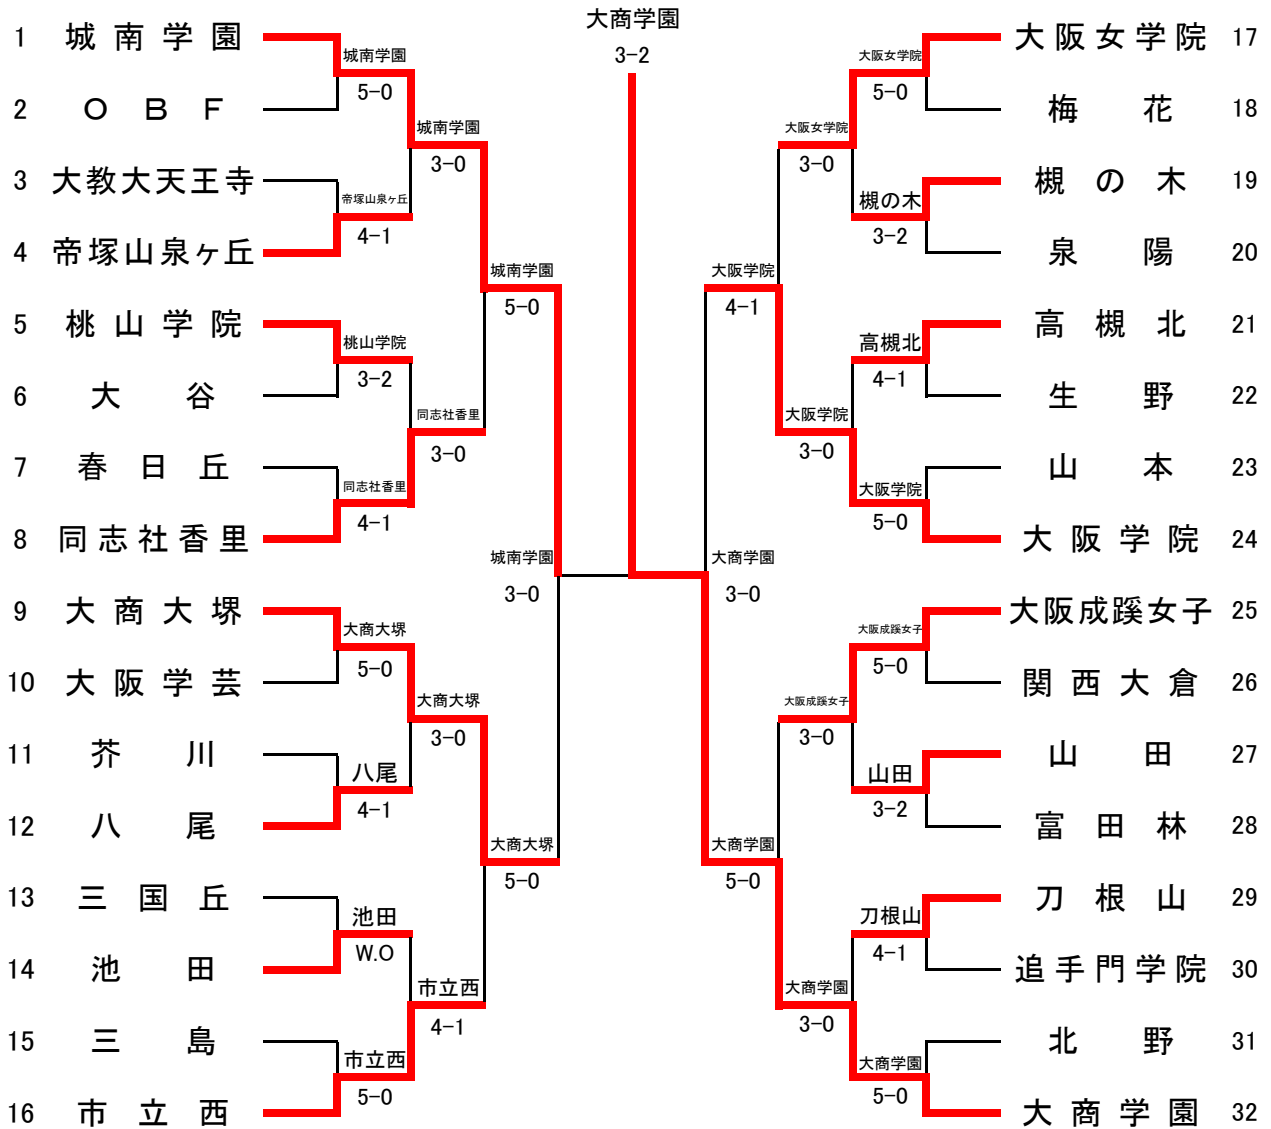 大商学園
3-2
1 城南学園
2 OBF
3 大教大天王寺
4 帝塚山泉ヶ丘
5 桃山学院
6 大谷
7 春日丘
8 同志社香里
9 大商大堺
10 大阪学芸
11 芥川
12 八尾
13 三国丘
14 池田
15 三島
16 市立西
城南学園
5-0
帝塚山泉ヶ丘
4-1
桃山学院
3-2
同志社香里
4-1
大商大堺
5-0
八尾
4-1
池田
W.O
市立西
5-0
城南学園
3-0
同志社香里
3-0
大商大堺
3-0
市立西
4-1
城南学園
5-0
大商大堺
5-0
城南学園
3-0
大商学園
3-0
大阪学院
4-1
大商学園
5-0
大阪女学院
3-0
大阪学院
3-0
大阪成蹊女子
3-0
大商学園
3-0
大阪女学院
5-0
槻の木
3-2
高槻北
4-1
大阪学院
5-0
大阪成蹊女子
5-0
山田
3-2
刀根山
4-1
大商学園
5-0
大阪女学院 17
梅花 18
槻の木 19
泉陽 20
高槻北 21
生野 22
山本 23
大阪学院 24
大阪成蹊女子 25
関西大倉 26
山田 27
富田林 28
刀根山 29
追手門学院 30
北野 31
大商学園 32